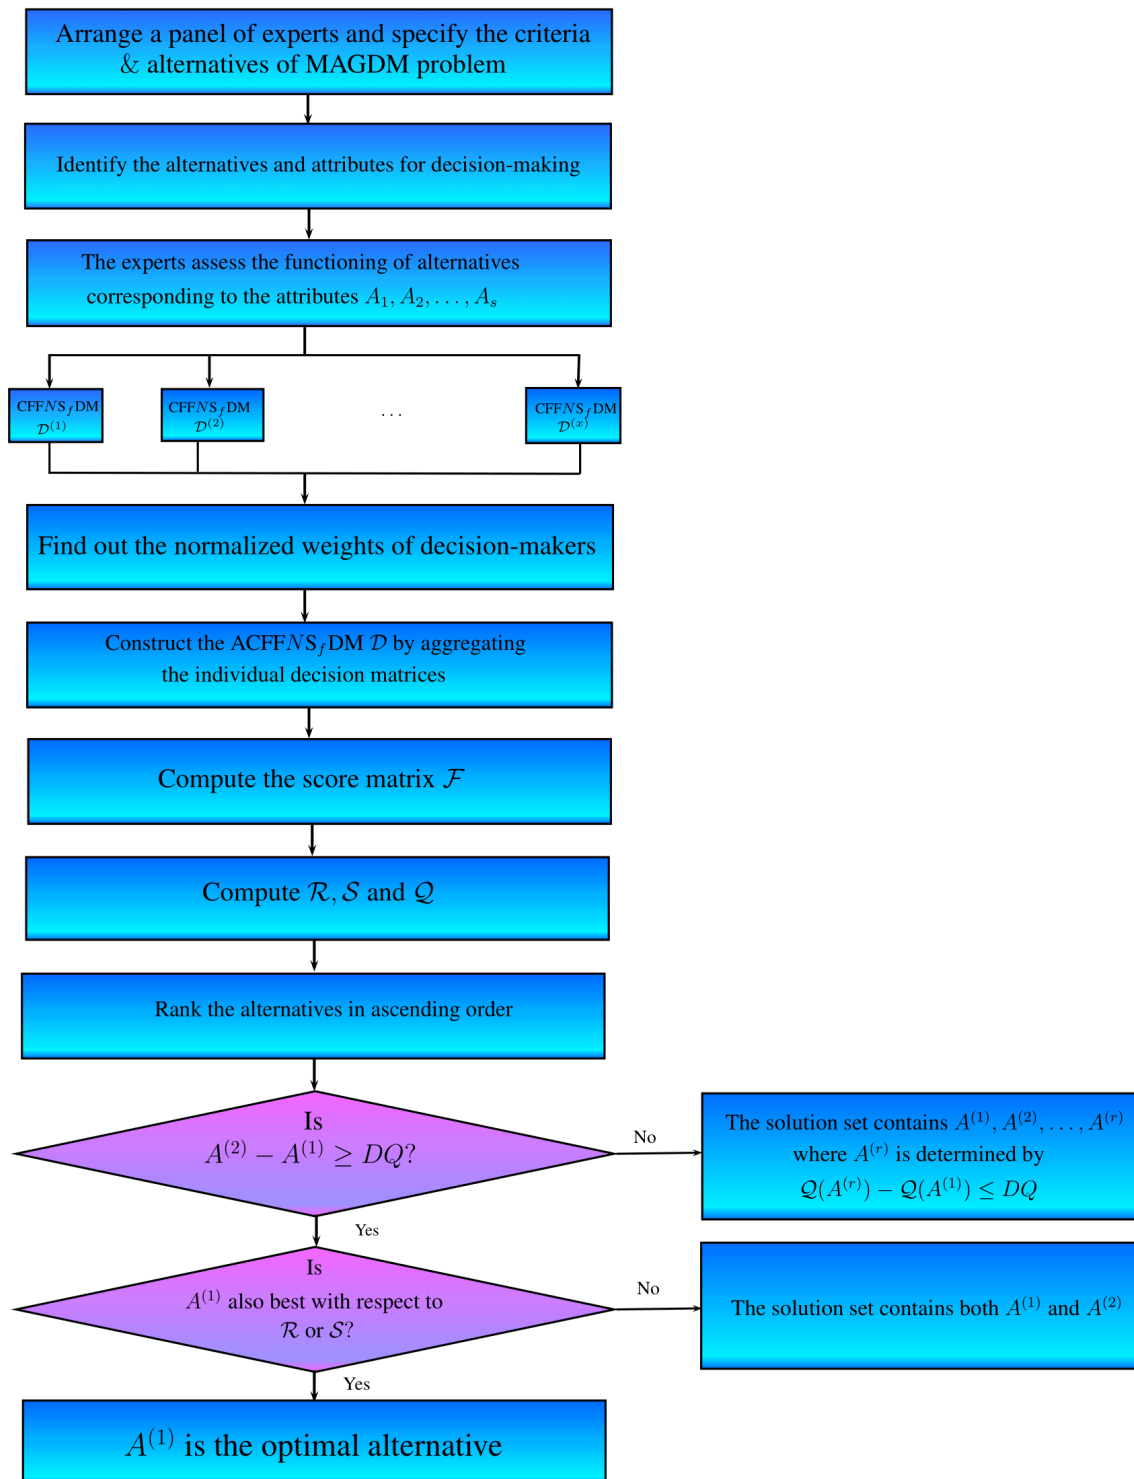 Arrange a panel of experts and specify the criteria
& alternatives of MAGDM problem
Identify the alternatives and attributes for decision-making
The experts assess the functioning of alternatives
corresponding to the attributes A₁, A₂, . . . , Aₛ
CFFNS_fDM
𝒟⁽¹⁾
CFFNS_fDM
𝒟⁽²⁾
. . .
CFFNS_fDM
𝒟⁽ˣ⁾
Find out the normalized weights of decision-makers
Construct the ACFFNS_fDM 𝒟 by aggregating
the individual decision matrices
Compute the score matrix ℱ
Compute ℛ, 𝒮 and 𝒬
Rank the alternatives in ascending order
Is
A⁽²⁾ − A⁽¹⁾ ≥ DQ?
No
The solution set contains A⁽¹⁾, A⁽²⁾, . . . , A⁽ʳ⁾
where A⁽ʳ⁾ is determined by
𝒬(A⁽ʳ⁾) − 𝒬(A⁽¹⁾) ≤ DQ
Yes
Is
A⁽¹⁾ also best with respect to
ℛ or 𝒮?
No
The solution set contains both A⁽¹⁾ and A⁽²⁾
Yes
A⁽¹⁾ is the optimal alternative